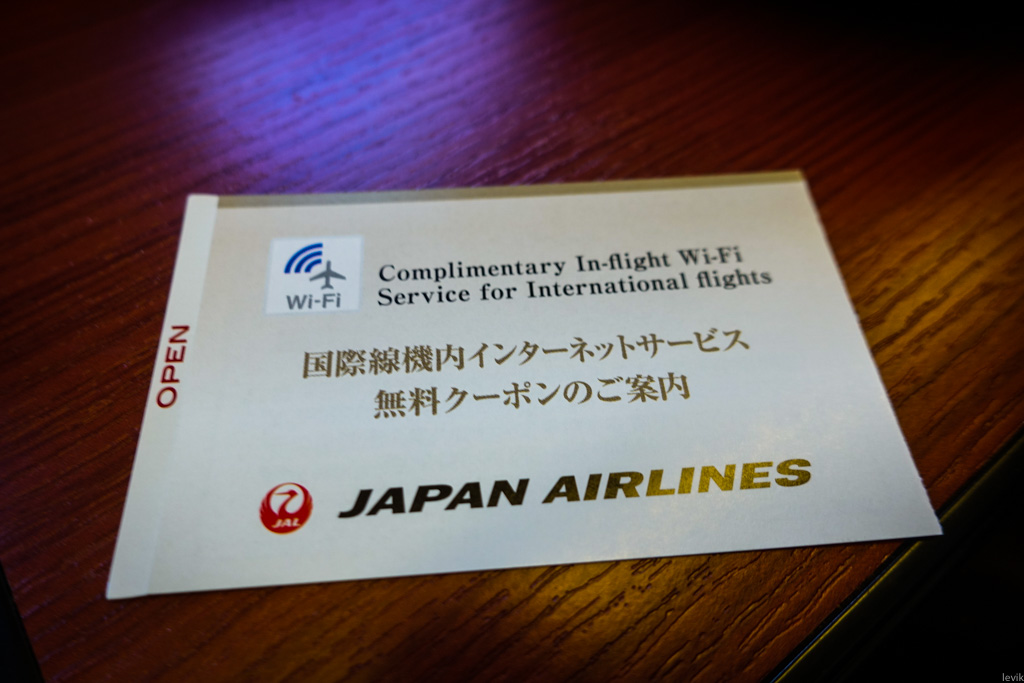 Wi-Fi
Complimentary In-flight Wi-Fi
Service for International flights
OPEN
国際線機内インターネットサービス
無料クーポンのご案内
JAL
JAPAN AIRLINES
levik